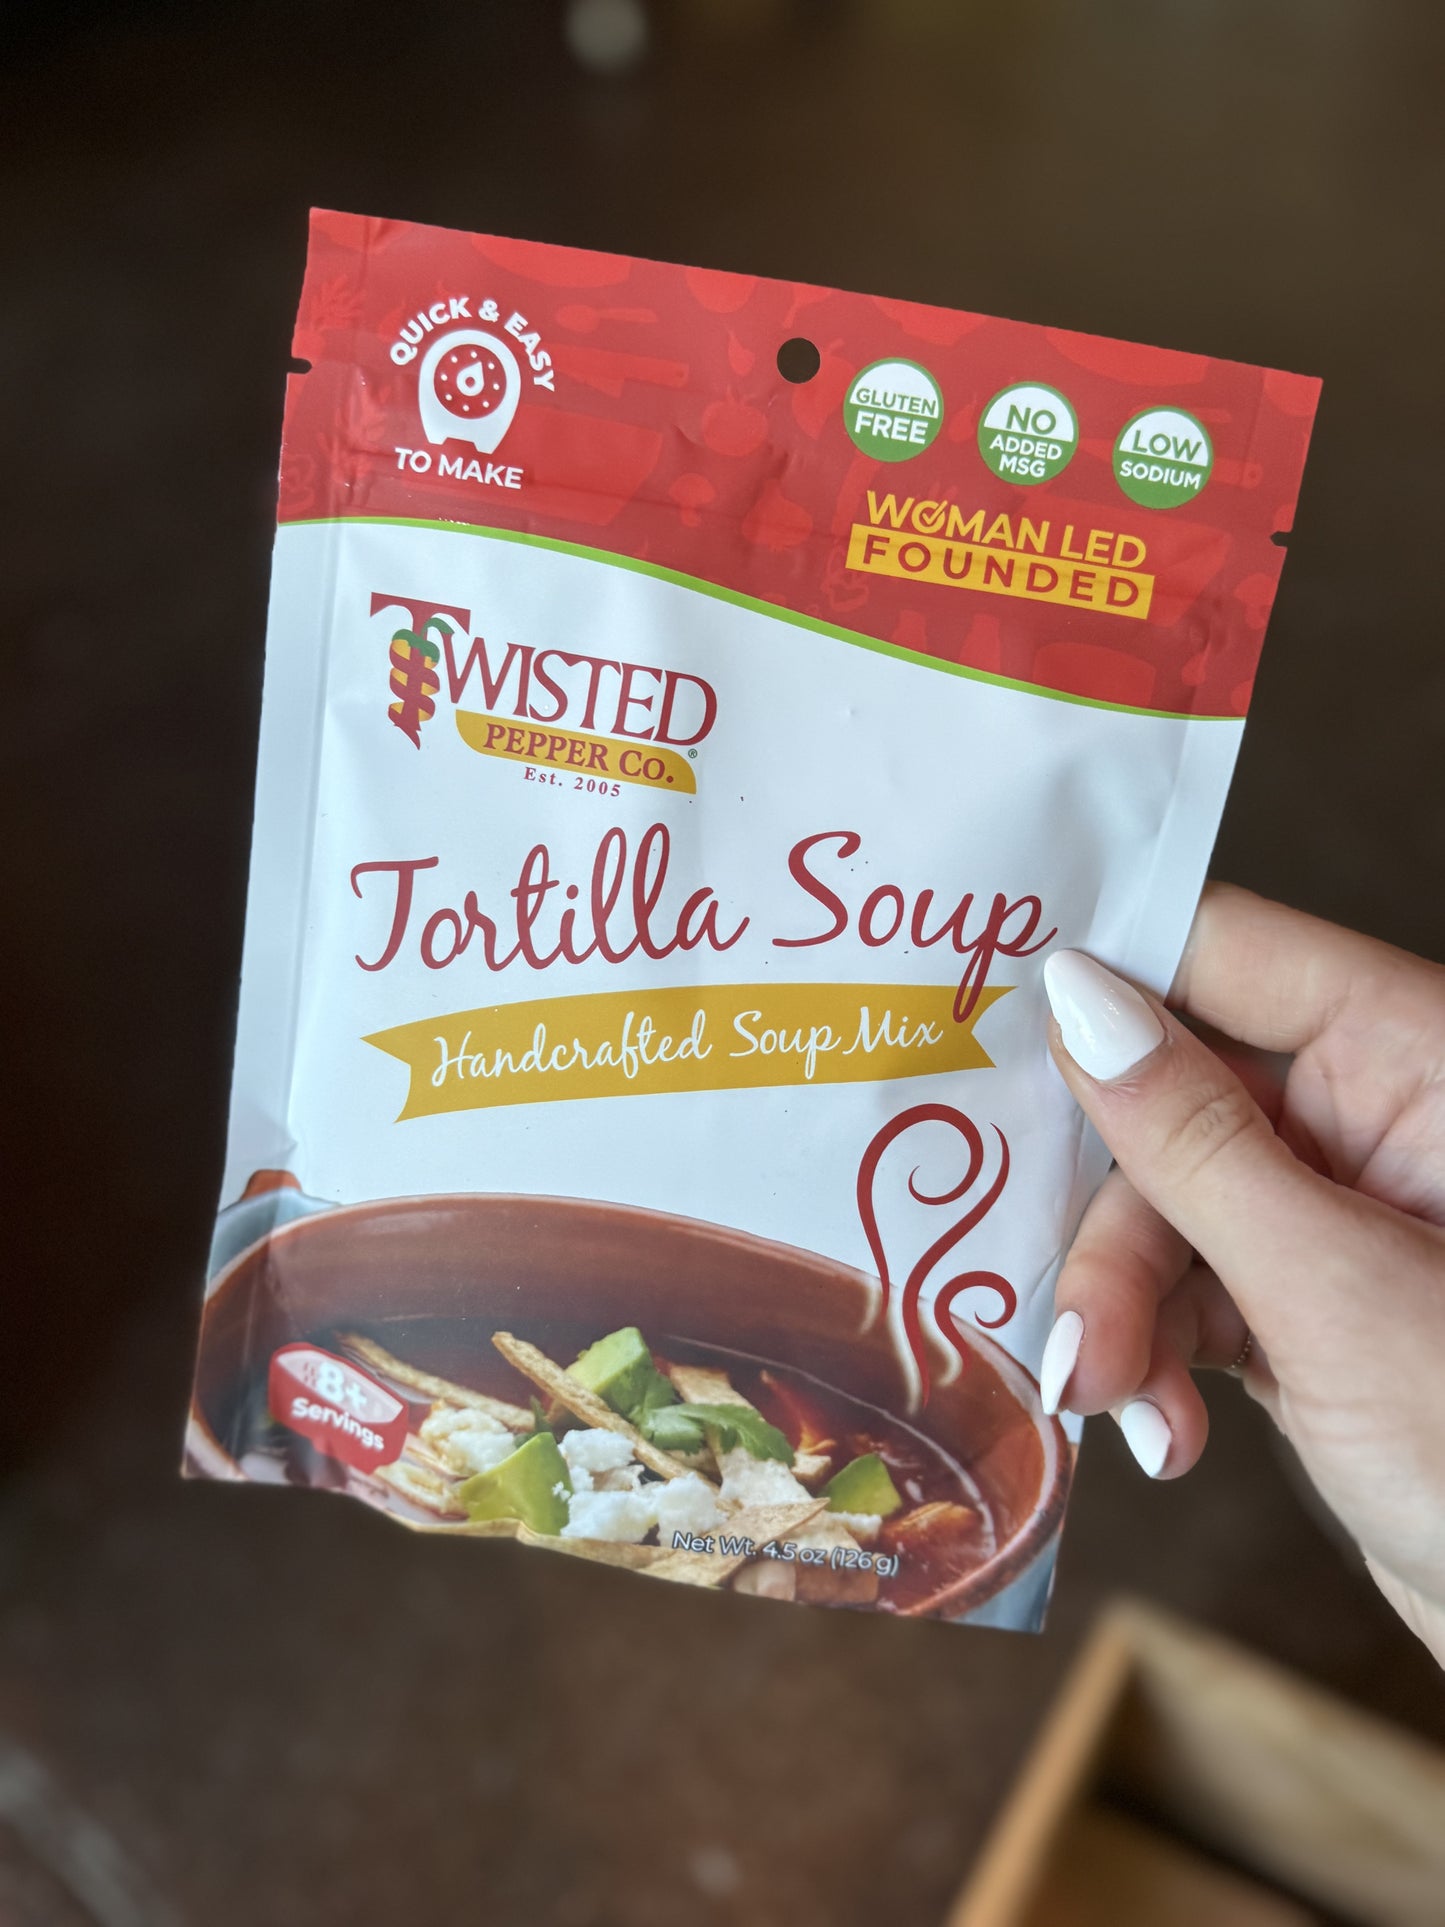 QUICK & EASY
TO MAKE
GLUTEN
FREE
NO
ADDED
MSG
LOW
SODIUM
WOMAN LED
FOUNDED
TWISTED
PEPPER CO.®
Est. 2005
Tortilla Soup
Handcrafted Soup Mix
8+
Servings
Net Wt. 4.5 oz (126 g)